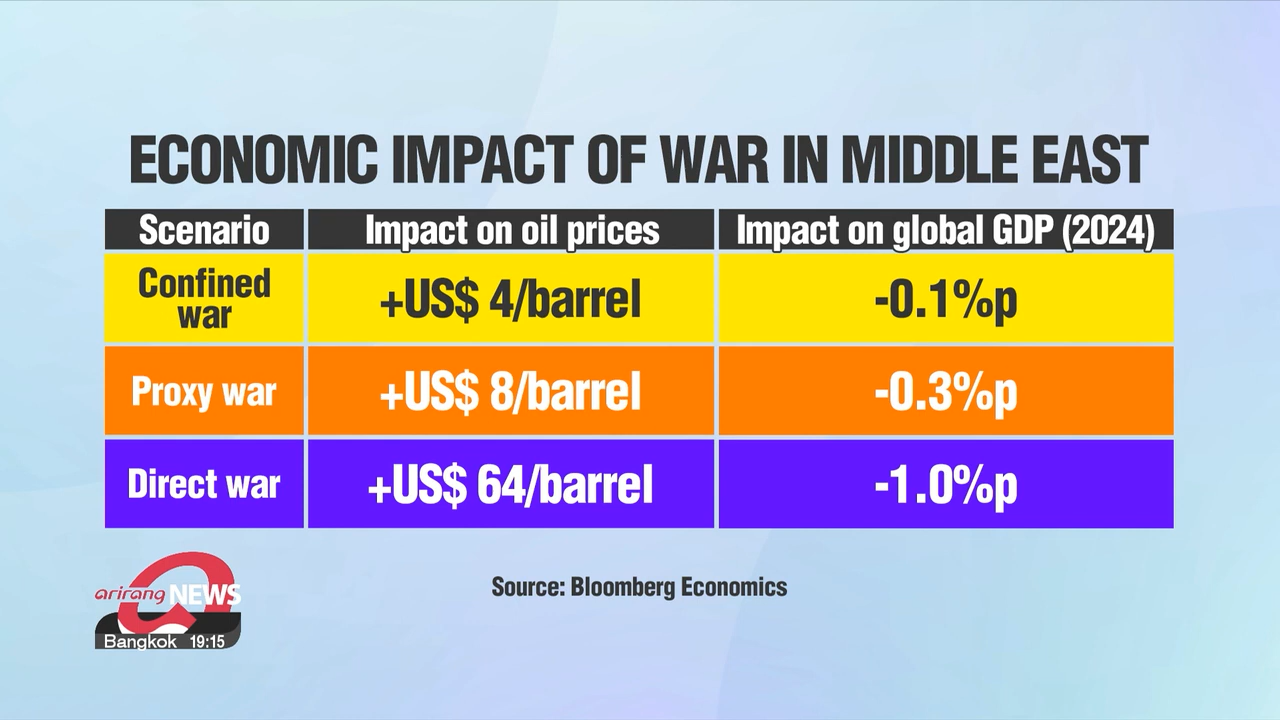 ECONOMIC IMPACT OF WAR IN MIDDLE EAST
Scenario Impact on oil prices Impact on global GDP (2024)
Confined
war
+US$ 4/barrel -0.1%p
Proxy war +US$ 8/barrel -0.3%p
Direct war +US$ 64/barrel -1.0%p
Source: Bloomberg Economics
arirang NEWS
Bangkok 19:15